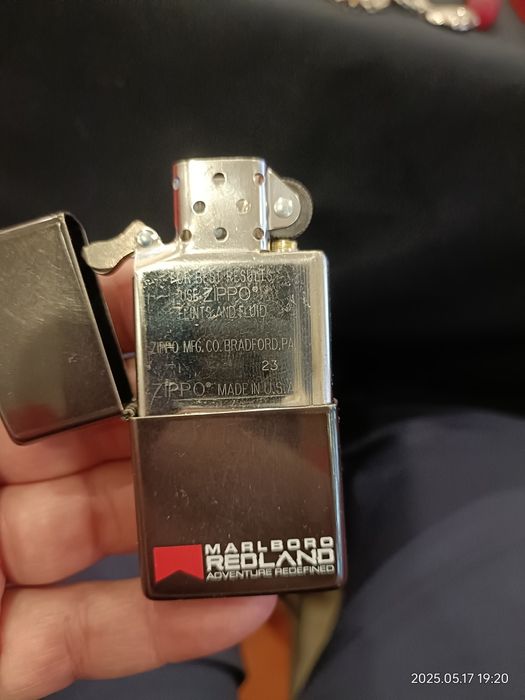 FOR BEST RESULTS
USE ZIPPO®
FLINTS AND FLUID
ZIPPO MFG. CO. BRADFORD, PA
I 23
ZIPPO® MADE IN U.S.A
MARLBORO
REDLAND
ADVENTURE REDEFINED
2025.05.17 19:20